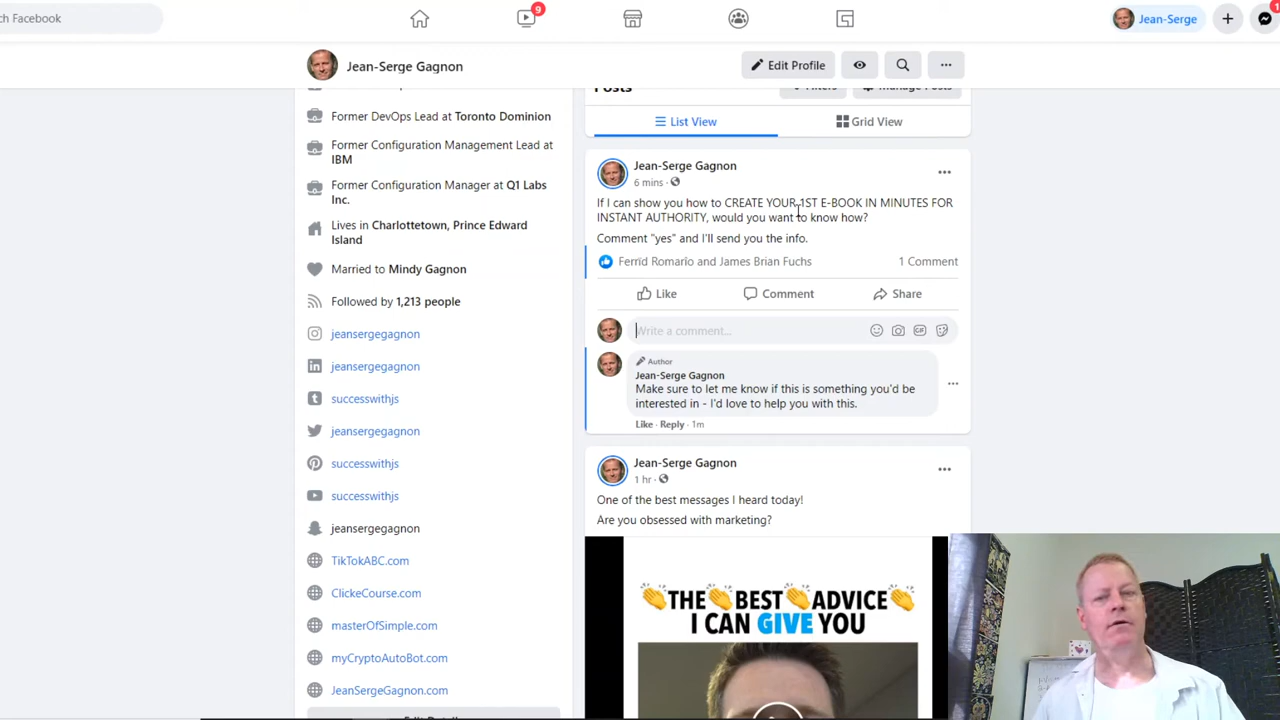 ch Facebook
9
Jean-Serge
1
Jean-Serge Gagnon
Edit Profile
Posts
Filters
Manage Posts
List View
Grid View
Former DevOps Lead at Toronto Dominion
Former Configuration Management Lead at
IBM
Former Configuration Manager at Q1 Labs
Inc.
Lives in Charlottetown, Prince Edward
Island
Married to Mindy Gagnon
Followed by 1,213 people
jeansergegagnon
jeansergegagnon
successwithjs
jeansergegagnon
successwithjs
successwithjs
jeansergegagnon
TikTokABC.com
ClickeCourse.com
masterOfSimple.com
myCryptoAutoBot.com
JeanSergeGagnon.com
Jean-Serge Gagnon
6 mins ·
If I can show you how to CREATE YOUR 1ST E-BOOK IN MINUTES FOR
INSTANT AUTHORITY, would you want to know how?
Comment "yes" and I'll send you the info.
Ferrid Romario and James Brian Fuchs
1 Comment
Like
Comment
Share
Write a comment...
GIF
Author
Jean-Serge Gagnon
Make sure to let me know if this is something you'd be
interested in - I'd love to help you with this.
Like · Reply · 1m
Jean-Serge Gagnon
1 hr ·
One of the best messages I heard today!
Are you obsessed with marketing?
THE BEST ADVICE
I CAN GIVE YOU